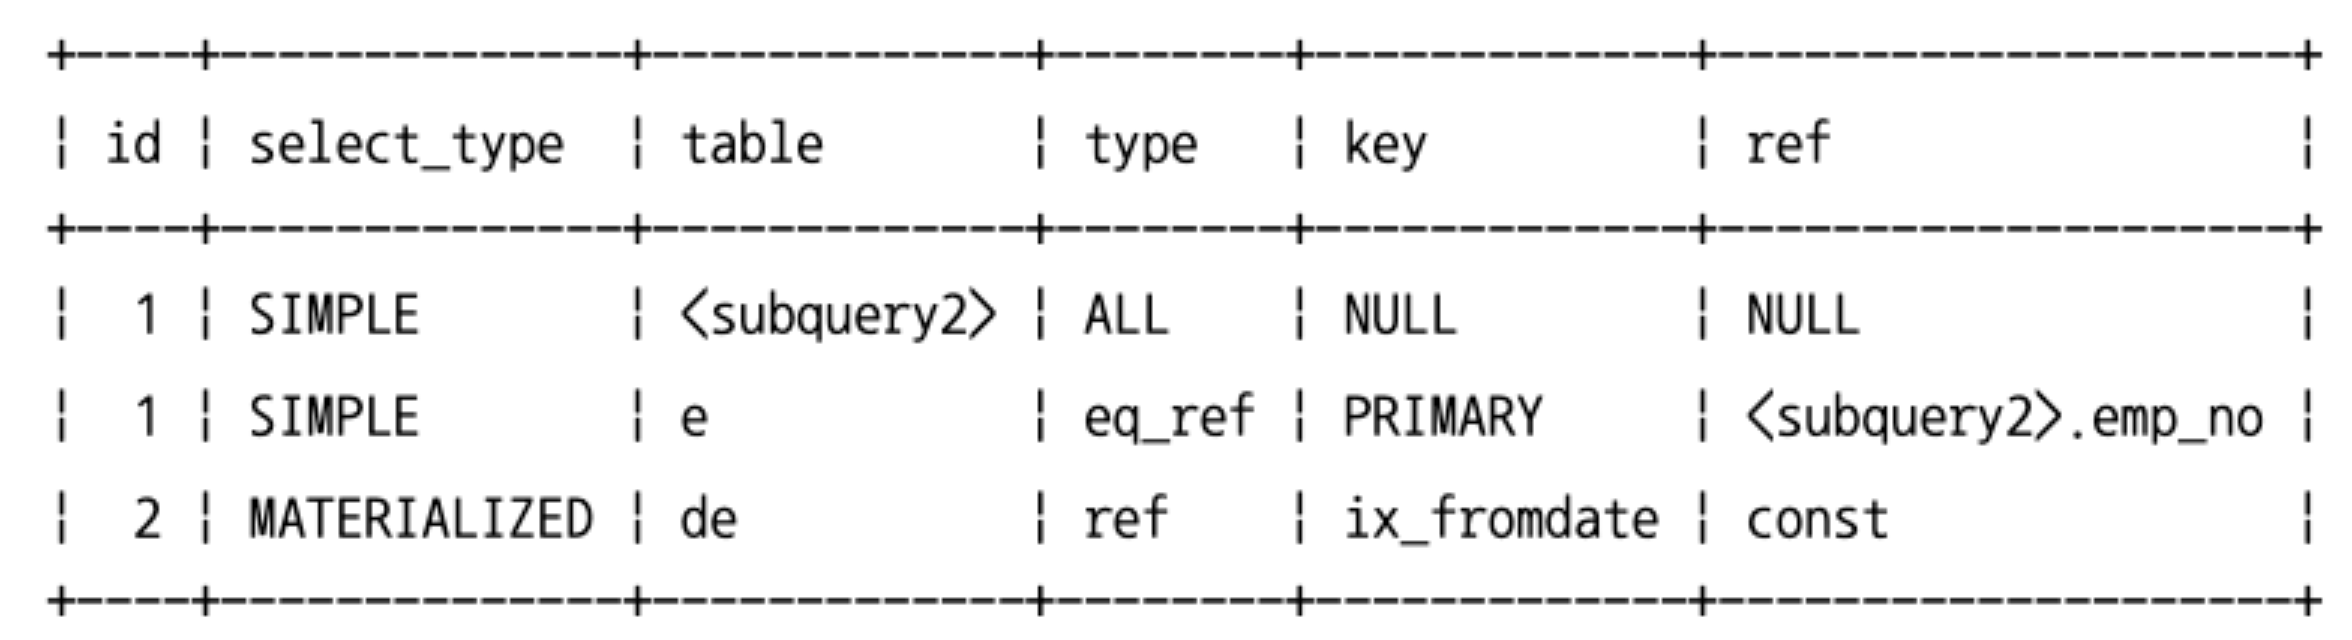 +----+--------------+-------------+--------+-------------+--------------------+
| id | select_type  | table       | type   | key         | ref                |
+----+--------------+-------------+--------+-------------+--------------------+
|  1 | SIMPLE       | <subquery2> | ALL    | NULL        | NULL               |
|  1 | SIMPLE       | e           | eq_ref | PRIMARY     | <subquery2>.emp_no |
|  2 | MATERIALIZED | de          | ref    | ix_fromdate | const              |
+----+--------------+-------------+--------+-------------+--------------------+